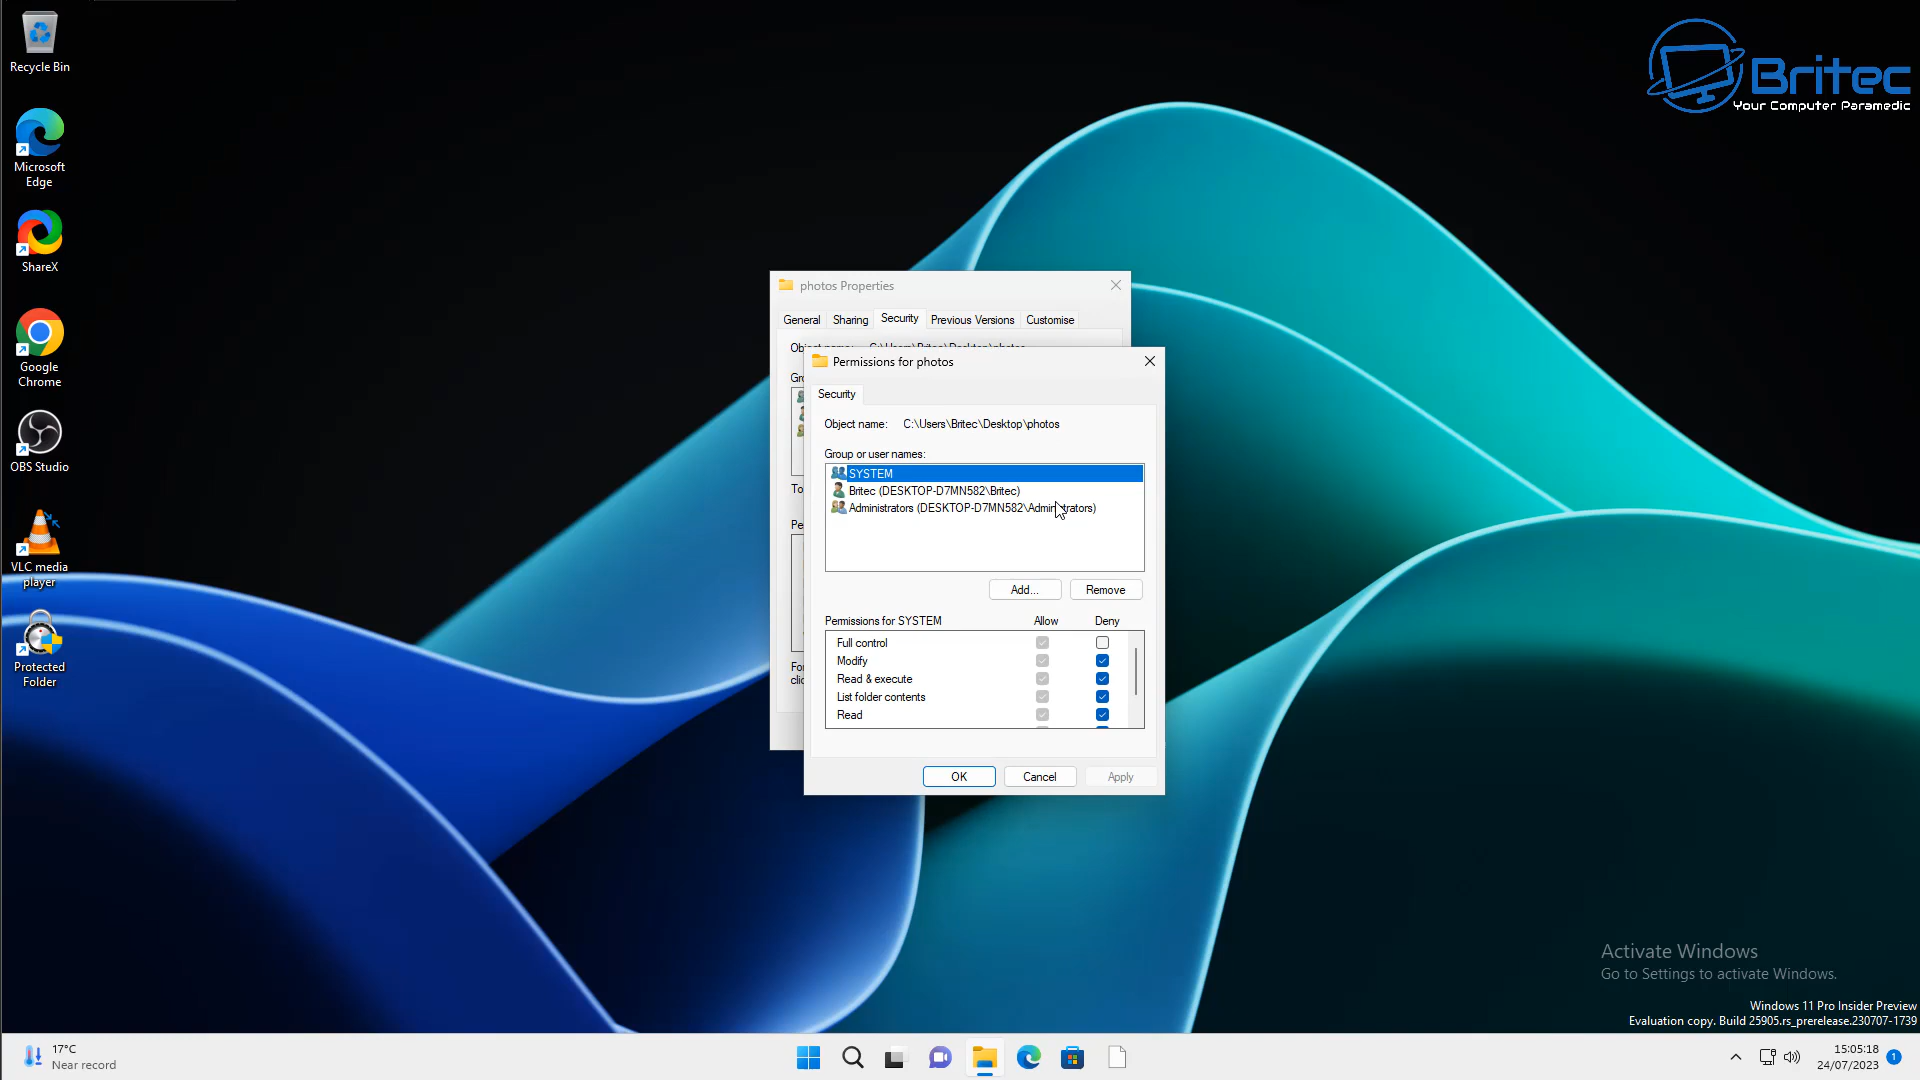 Recycle Bin
Microsoft
Edge
ShareX
Google
Chrome
OBS Studio
VLC media
player
Protected
Folder
Britec
Your Computer Paramedic
photos Properties
General
Sharing
Security
Previous Versions
Customise
Permissions for photos
Security
Object name: C:\Users\Britec\Desktop\photos
Group or user names:
SYSTEM
Britec (DESKTOP-D7MN582\Britec)
Administrators (DESKTOP-D7MN582\Administrators)
Add...
Remove
Permissions for SYSTEM Allow Deny
Full control
Modify
Read & execute
List folder contents
Read
OK
Cancel
Apply
Activate Windows
Go to Settings to activate Windows.
Windows 11 Pro Insider Preview
Evaluation copy. Build 25905.rs_prerelease.230707-1739
17°C
Near record
15:05:18
24/07/2023
1